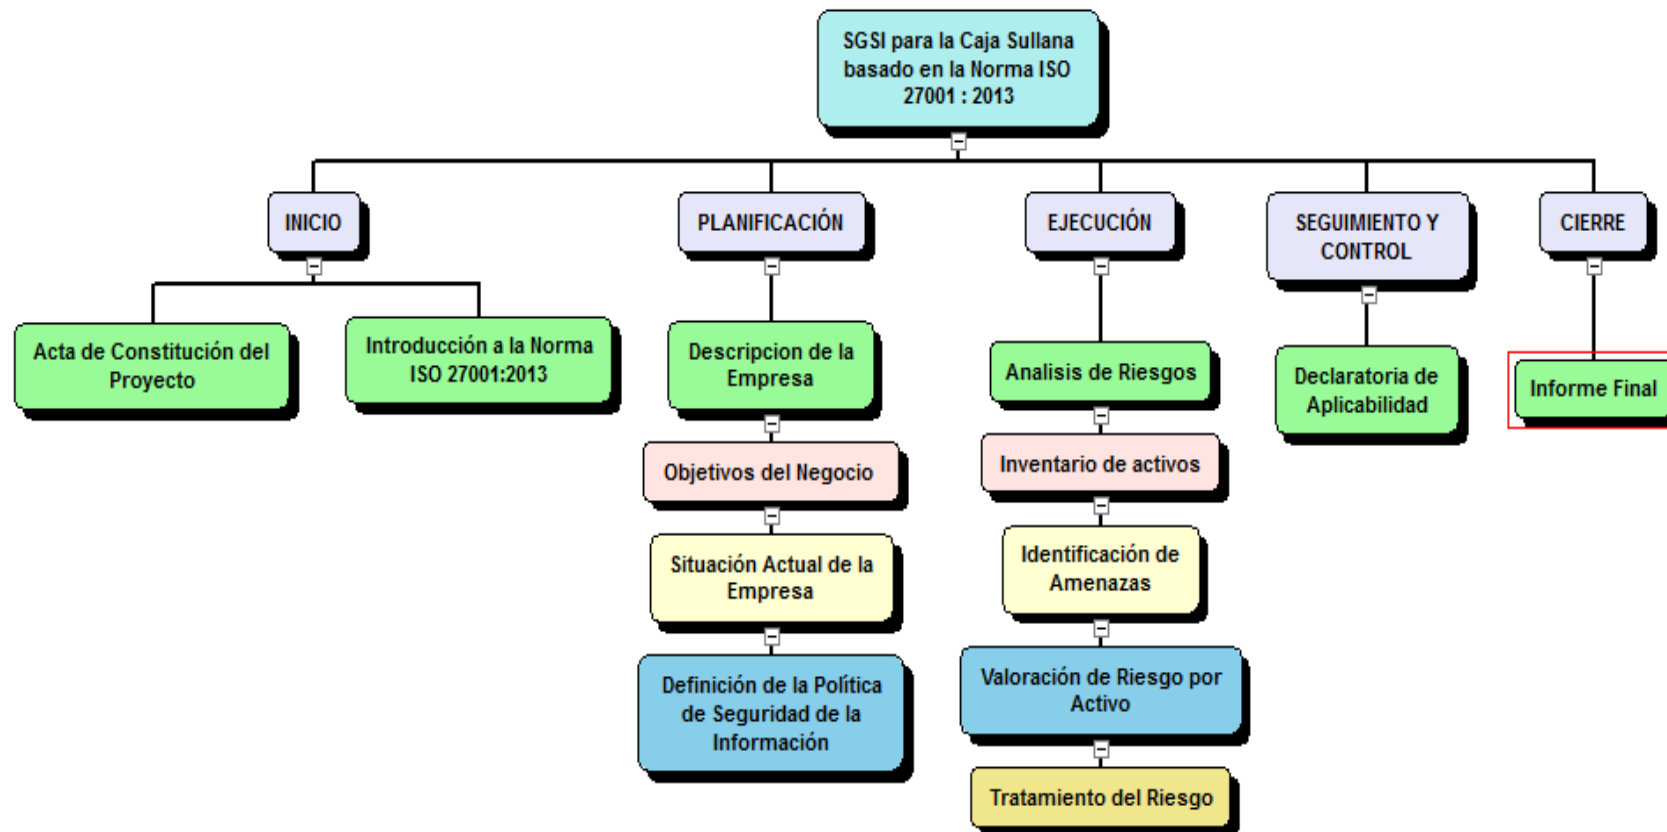 SGSI para la Caja Sullana
basado en la Norma ISO
27001 : 2013
INICIO
PLANIFICACIÓN
EJECUCIÓN
SEGUIMIENTO Y
CONTROL
CIERRE
Acta de Constitución del
Proyecto
Introducción a la Norma
ISO 27001:2013
Descripcion de la
Empresa
Objetivos del Negocio
Situación Actual de la
Empresa
Definición de la Política
de Seguridad de la
Información
Analisis de Riesgos
Inventario de activos
Identificación de
Amenazas
Valoración de Riesgo por
Activo
Tratamiento del Riesgo
Declaratoria de
Aplicabilidad
Informe Final